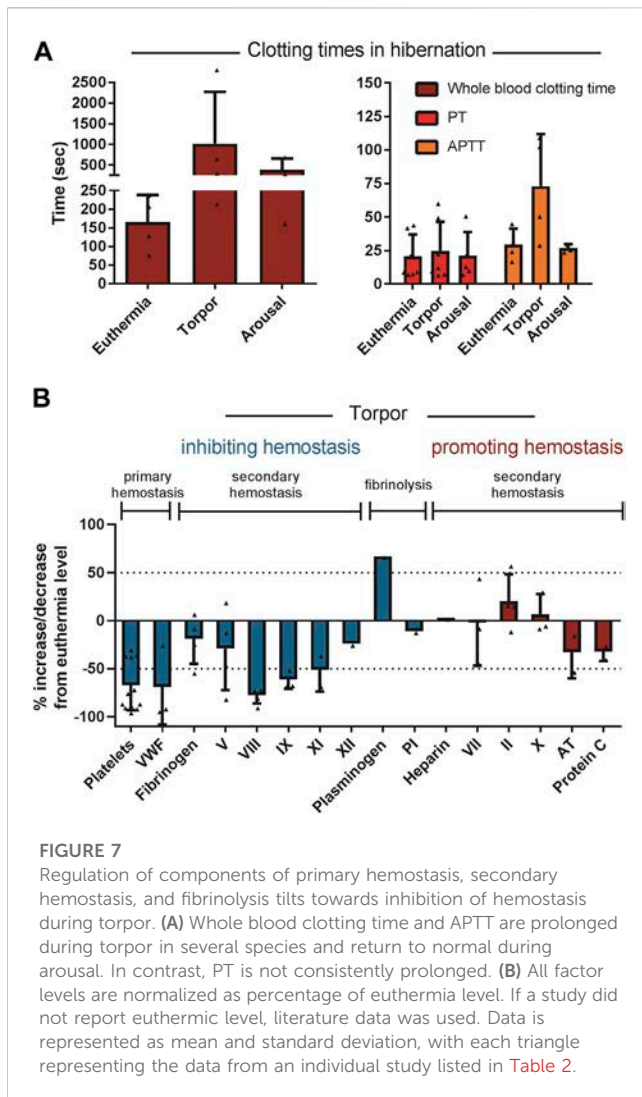 A
Clotting times in hibernation
Time (sec)
2500
2000
1500
1000
500
250
200
150
100
50
0
Euthermia
Torpor
Arousal
150
125
100
75
50
25
0
Whole blood clotting time
PT
APTT
Euthermia
Torpor
Arousal
Euthermia
Torpor
Arousal
B
Torpor
inhibiting hemostasis
promoting hemostasis
primary
hemostasis
secondary
hemostasis
fibrinolysis
secondary
hemostasis
% increase/decrease
from euthermia level
100
50
0
-50
-100
Platelets
VWF
Fibrinogen
V
VIII
IX
XI
XII
Plasminogen
PI
Heparin
VII
II
X
AT
Protein C
FIGURE 7
Regulation of components of primary hemostasis, secondary
hemostasis, and fibrinolysis tilts towards inhibition of hemostasis
during torpor. (A) Whole blood clotting time and APTT are prolonged
during torpor in several species and return to normal during
arousal. In contrast, PT is not consistently prolonged. (B) All factor
levels are normalized as percentage of euthermia level. If a study did
not report euthermic level, literature data was used. Data is
represented as mean and standard deviation, with each triangle
representing the data from an individual study listed in Table 2.